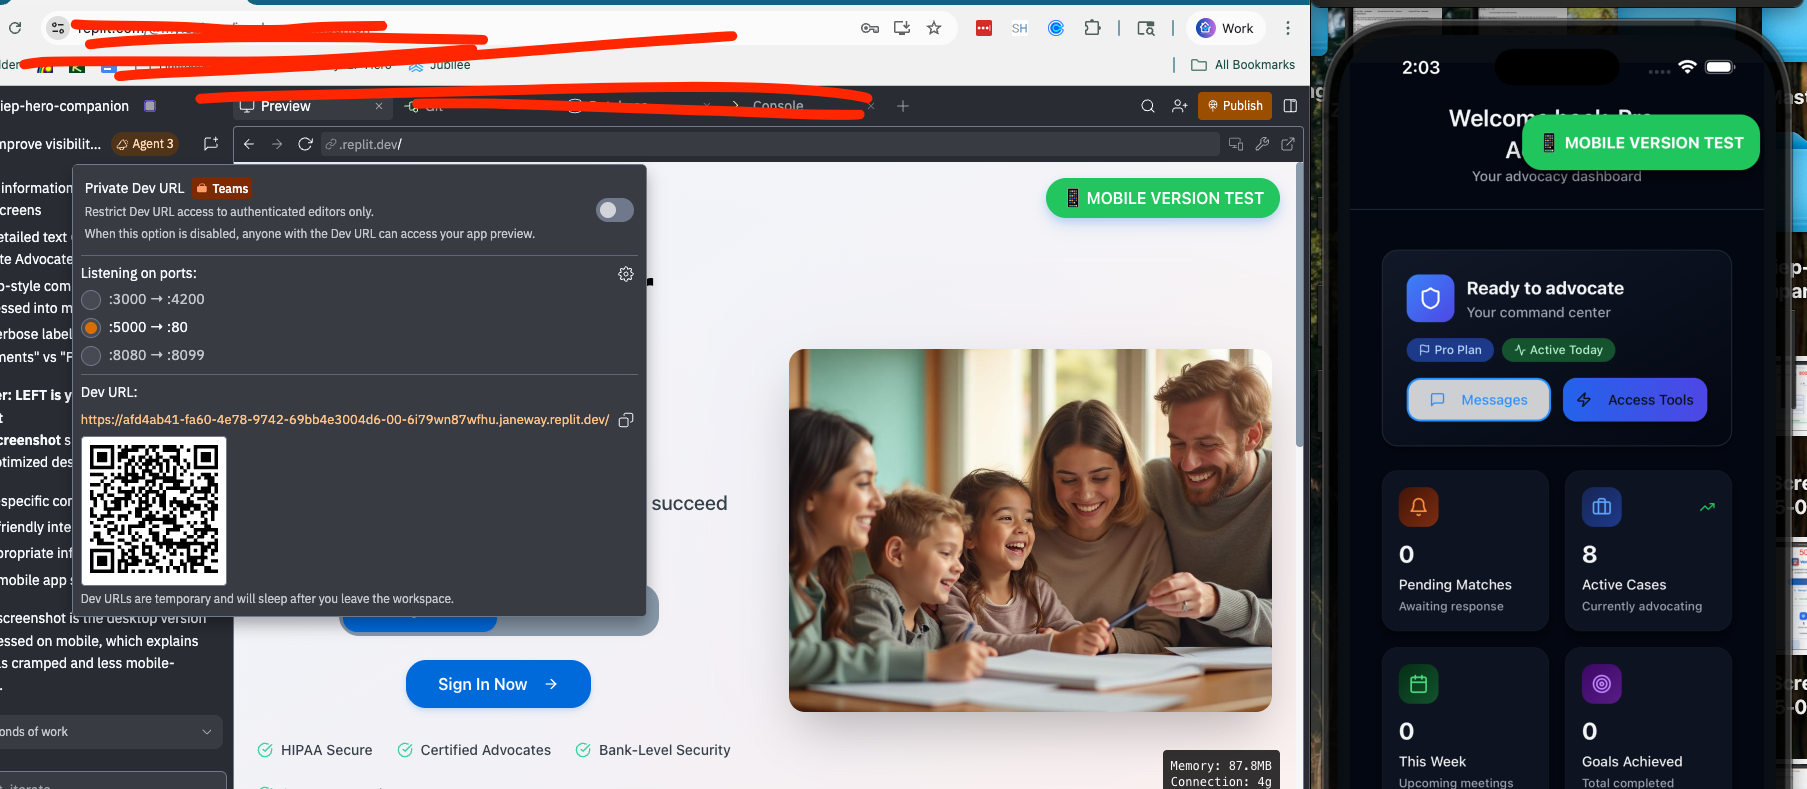 Work
Jubilee
All Bookmarks
iep-hero-companion
Preview
Console
Publish
mprove visibilit...
Agent 3
.replit.dev/
information
creens
etailed text
te Advocate
p-style com
essed into m
erbose label
ments" vs "F
r: LEFT is y
t
creenshot s
otimized des
specific cor
friendly inte
propriate inf
mobile app s
screenshot is the desktop version
essed on mobile, which explains
s cramped and less mobile-
onds of work
Private Dev URL
Teams
Restrict Dev URL access to authenticated editors only.
When this option is disabled, anyone with the Dev URL can access your app preview.
Listening on ports:
:3000 → :4200
:5000 → :80
:8080 → :8099
Dev URL:
https://afd4ab41-fa60-4e78-9742-69bb4e3004d6-00-6i79wn87wfhu.janeway.replit.dev/
Dev URLs are temporary and will sleep after you leave the workspace.
MOBILE VERSION TEST
succeed
Sign In Now
HIPAA Secure
Certified Advocates
Bank-Level Security
Memory: 87.8MB
Connection: 4g
2:03
Welcome back, Pro
MOBILE VERSION TEST
Your advocacy dashboard
Ready to advocate
Your command center
Pro Plan
Active Today
Messages
Access Tools
0
Pending Matches
Awaiting response
8
Active Cases
Currently advocating
0
This Week
Upcoming meetings
0
Goals Achieved
Total completed